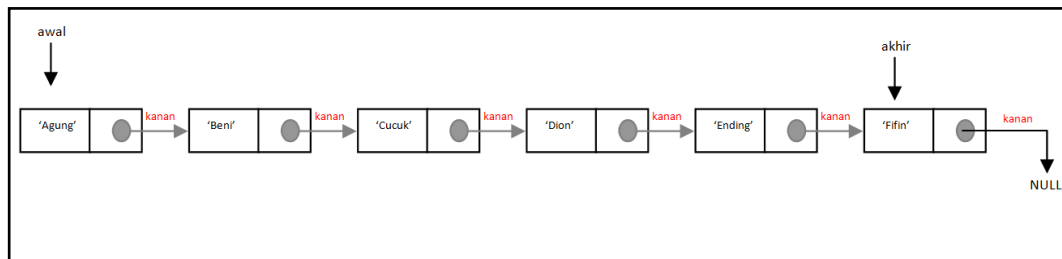 awal
akhir
'Agung' kanan 'Beni' kanan 'Cucuk' kanan 'Dion' kanan 'Ending' kanan 'Fifin' kanan
NULL